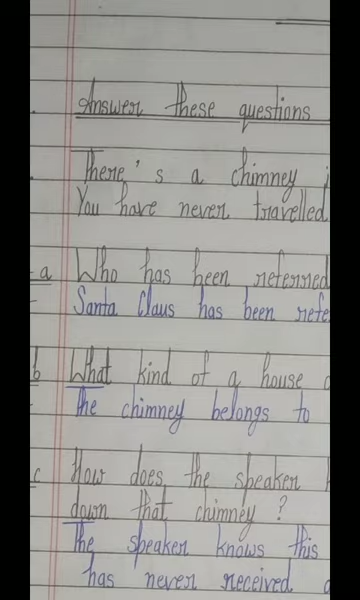 Answer these questions
There's a chimney
You have never travelled
a Who has been referred
Santa Claus has been refe
b What kind of a house
The chimney belongs to
c How does the speaker
down that chimney?
The speaker knows this
has never received